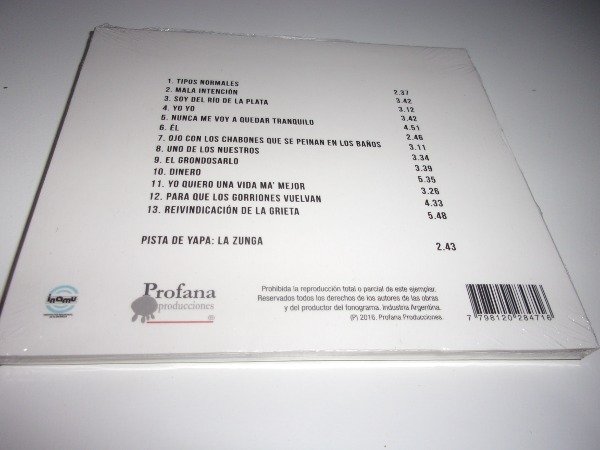 1. TIPOS NORMALES 2.37
2. MALA INTENCIÓN 3.42
3. SOY DEL RÍO DE LA PLATA 3.12
4. YO YO 3.42
5. NUNCA ME VOY A QUEDAR TRANQUILO 4.51
6. ÉL 2.46
7. OJO CON LOS CHABONES QUE SE PEINAN EN LOS BAÑOS 3.11
8. UNO DE LOS NUESTROS 3.34
9. EL GRONDOSARLO 3.39
10. DINERO 5.35
11. YO QUIERO UNA VIDA MA' MEJOR 3.26
12. PARA QUE LOS GORRIONES VUELVAN 4.33
13. REIVINDICACIÓN DE LA GRIETA 5.48
PISTA DE YAPA: LA ZUNGA 2.43
inamu
Profana
producciones
Prohibida la reproducción total o parcial de este ejemplar.
Reservados todos los derechos de los autores de las obras
y del productor del fonograma. Industria Argentina.
(P) 2016. Profana Producciones.
7 798120 284716